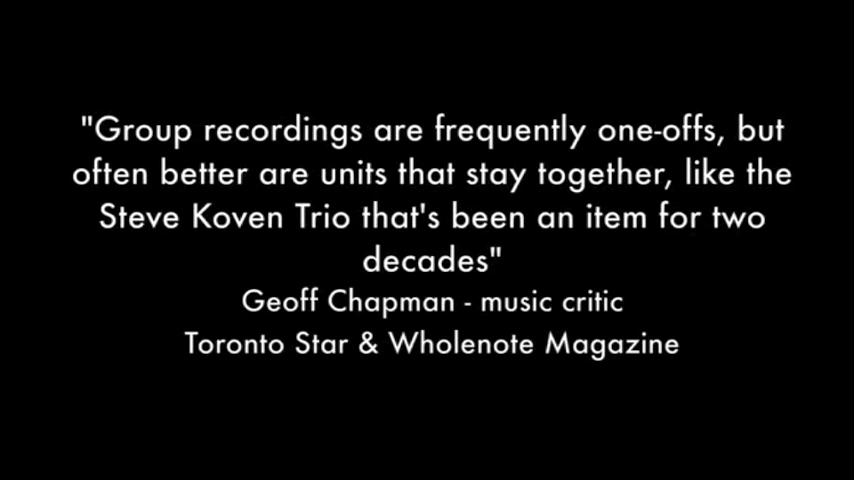 "Group recordings are frequently one-offs, but
often better are units that stay together, like the
Steve Koven Trio that's been an item for two
decades"
Geoff Chapman - music critic
Toronto Star & Wholenote Magazine